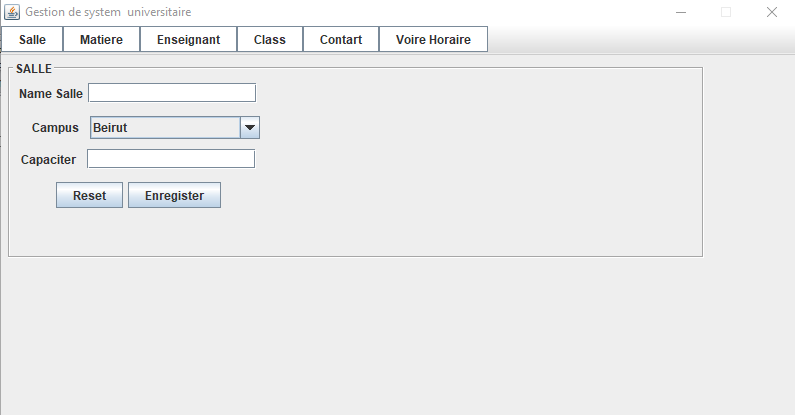 Gestion de system universitaire
Salle Matiere Enseignant Class Contart Voire Horaire
SALLE
Name Salle
Campus Beirut
Capaciter
Reset Enregister